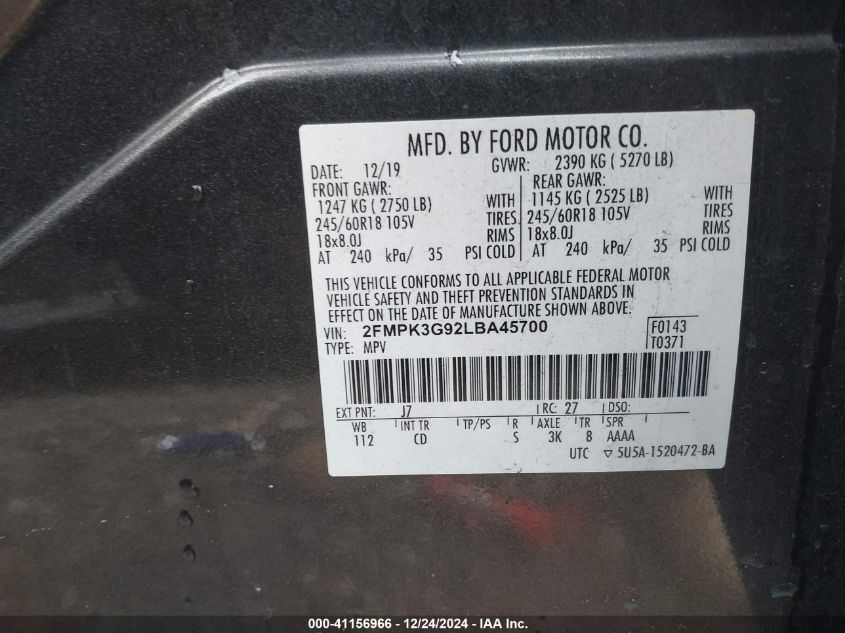 MFD. BY FORD MOTOR CO.
DATE: 12/19 GVWR: 2390 KG ( 5270 LB)
FRONT GAWR: REAR GAWR:
1247 KG ( 2750 LB) WITH 1145 KG ( 2525 LB) WITH
245/60R18 105V TIRES 245/60R18 105V TIRES
18x8.0J RIMS 18x8.0J RIMS
AT 240 kPa/ 35 PSI COLD AT 240 kPa/ 35 PSI COLD
THIS VEHICLE CONFORMS TO ALL APPLICABLE FEDERAL MOTOR
VEHICLE SAFETY AND THEFT PREVENTION STANDARDS IN
EFFECT ON THE DATE OF MANUFACTURE SHOWN ABOVE.
VIN: 2FMPK3G92LBA45700 F0143
TYPE: MPV T0371
EXT PNT: J7 RC: 27 DSO:
WB INT TR TP/PS R AXLE TR SPR
112 CD S 3K 8 AAAA
UTC ▽ 5U5A-1520472-BA
000-41156966 - 12/24/2024 - IAA Inc.